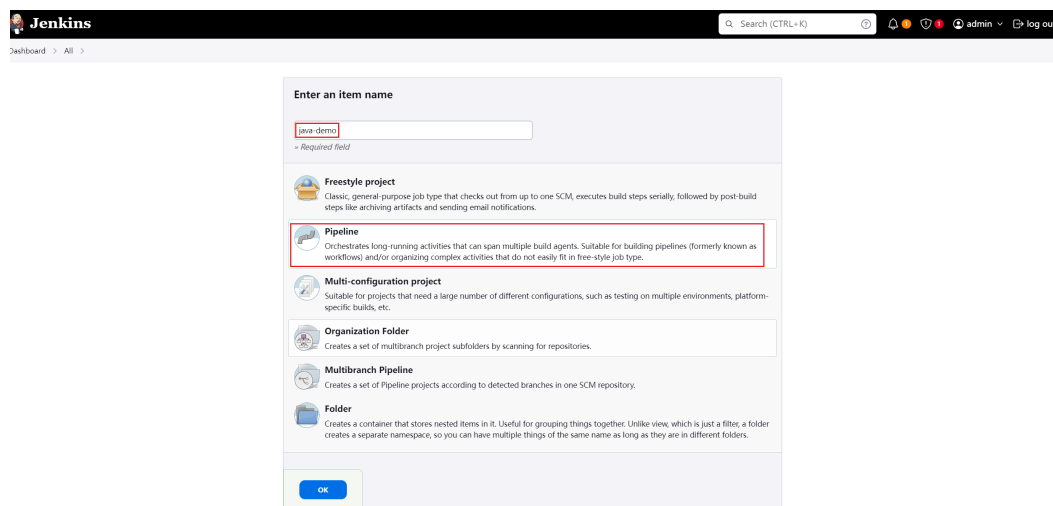 Jenkins
Search (CTRL+K)
?
1
1
admin
log ou
Dashboard > All >
Enter an item name
java-demo
» Required field
Freestyle project
Classic, general-purpose job type that checks out from up to one SCM, executes build steps serially, followed by post-build
steps like archiving artifacts and sending email notifications.
Pipeline
Orchestrates long-running activities that can span multiple build agents. Suitable for building pipelines (formerly known as
workflows) and/or organizing complex activities that do not easily fit in free-style job type.
Multi-configuration project
Suitable for projects that need a large number of different configurations, such as testing on multiple environments, platform-
specific builds, etc.
Organization Folder
Creates a set of multibranch project subfolders by scanning for repositories.
Multibranch Pipeline
Creates a set of Pipeline projects according to detected branches in one SCM repository.
Folder
Creates a container that stores nested items in it. Useful for grouping things together. Unlike view, which is just a filter, a folder
creates a separate namespace, so you can have multiple things of the same name as long as they are in different folders.
OK